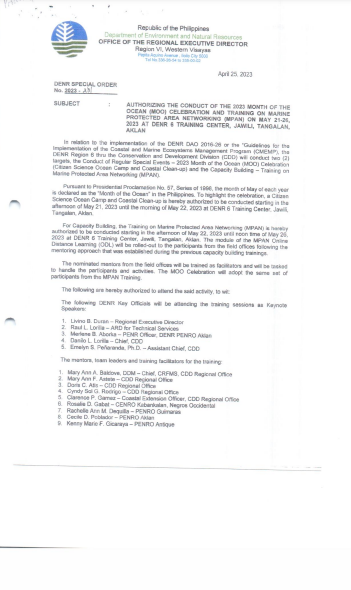 Republic of the Philippines
Department of Environment and Natural Resources
OFFICE OF THE REGIONAL EXECUTIVE DIRECTOR
Region VI, Western Visayas
April 25, 2023
DENR SPECIAL ORDER
No. 2023 -
SUBJECT : AUTHORIZING THE CONDUCT OF THE 2023 MONTH OF THE
OCEAN (MOO) CELEBRATION AND TRAINING ON MARINE
PROTECTED AREA NETWORKING (MPAN) ON MAY 21-26,
2023 AT DENR 6 TRAINING CENTER, JAWILI, TANGALAN,
AKLAN
In relation to the implementation of the DENR DAO 2016-26 or the "Guidelines for the
Implementation of the Coastal and Marine Ecosystems Management Program (CMEMP), the
DENR Region 6 thru the Conservation and Development Division (CDD) will conduct two (2)
targets, the Conduct of Regular Special Events – 2023 Month of the Ocean (MOO) Celebration
(Citizen Science Ocean Camp and Coastal Clean-up) and the Capacity Building – Training on
Marine Protected Area Networking (MPAN).
Pursuant to Presidential Proclamation No. 57, Series of 1998, the month of May of each year
is declared as the "Month of the Ocean" in the Philippines. To highlight the celebration, a Citizen
Science Ocean Camp and Coastal Clean-up is hereby authorized to be conducted starting in the
afternoon of May 21, 2023 until the morning of May 22, 2023 at DENR 6 Training Center, Jawili,
Tangalan, Aklan.
For Capacity Building, the Training on Marine Protected Area Networking (MPAN) is hereby
authorized to be conducted starting in the afternoon of May 22, 2023 until noon time of May 26,
2023 at DENR 6 Training Center, Jawili, Tangalan, Aklan. The module of the MPAN Online
Distance Learning (ODL) will be rolled-out to the participants from the field offices following the
mentoring approach that was established during the previous capacity building trainings.
The nominated mentors from the field offices will be trained as facilitators and will be tasked
to handle the participants and activities. The MOO Celebration will adopt the same set of
participants from the MPAN Training.
The following are hereby authorized to attend the said activity, to wit:
The following DENR Key Officials will be attending the training sessions as Keynote
Speakers:
1. Livino B. Duran – Regional Executive Director
2. Raul L. Lorilla – ARD for Technical Services
3. Merlene B. Aborka – PENR Officer, DENR PENRO Aklan
4. Danilo L. Lorilla – Chief, CDD
5. Emelyn S. Peñaranda, Ph.D. – Assistant Chief, CDD
The mentors, team leaders and training facilitators for the training:
1. Mary Ann A. DDM – Chief, CRFMS, CDD Regional Office
2. Mary Ann F. – CDD Regional Office
3. Doris C. – CDD Regional Office
4. Cyndy Sol G. Rodrigo – CDD Regional Office
5. Clarence P. – Coastal Extension Officer, CDD Regional Office
6. Rosalie D. – CENRO Kabankalan, Negros Occidental
7. Rachelle Ann M. Dequilla – PENRO Guimaras
8. Cecile D. Poblador – PENRO Aklan
9. Kenny Mario F. – PENRO Antique